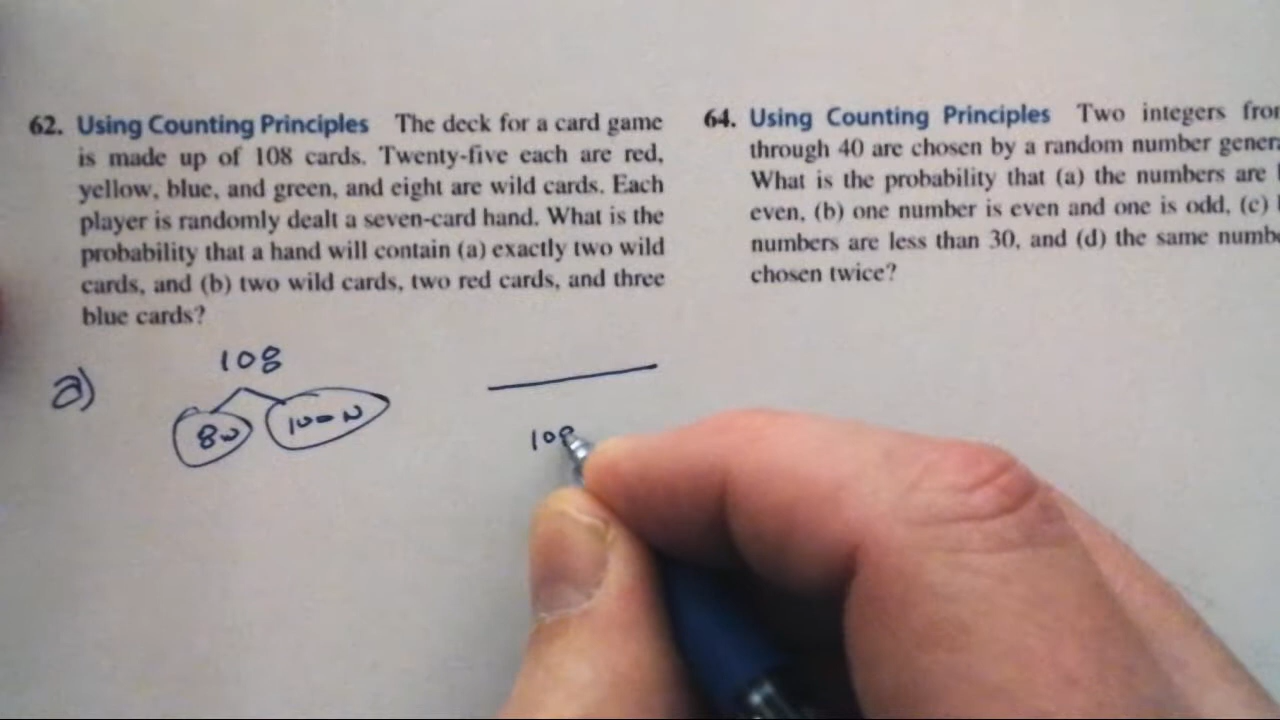 62. Using Counting Principles The deck for a card game
is made up of 108 cards. Twenty-five each are red,
yellow, blue, and green, and eight are wild cards. Each
player is randomly dealt a seven-card hand. What is the
probability that a hand will contain (a) exactly two wild
cards, and (b) two wild cards, two red cards, and three
blue cards?
64. Using Counting Principles Two integers from
through 40 are chosen by a random number gener
What is the probability that (a) the numbers are
even, (b) one number is even and one is odd, (c)
numbers are less than 30, and (d) the same numb
chosen twice?
a)
108
8w
100 N
108